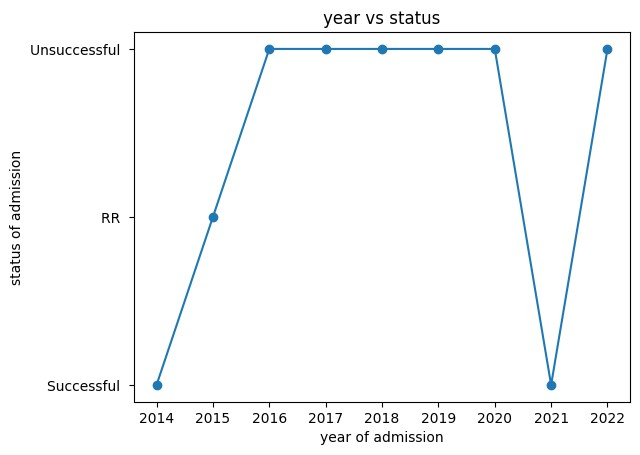 year vs status
Unsuccessful
RR
Successful
status of admission
2014 2015 2016 2017 2018 2019 2020 2021 2022
year of admission